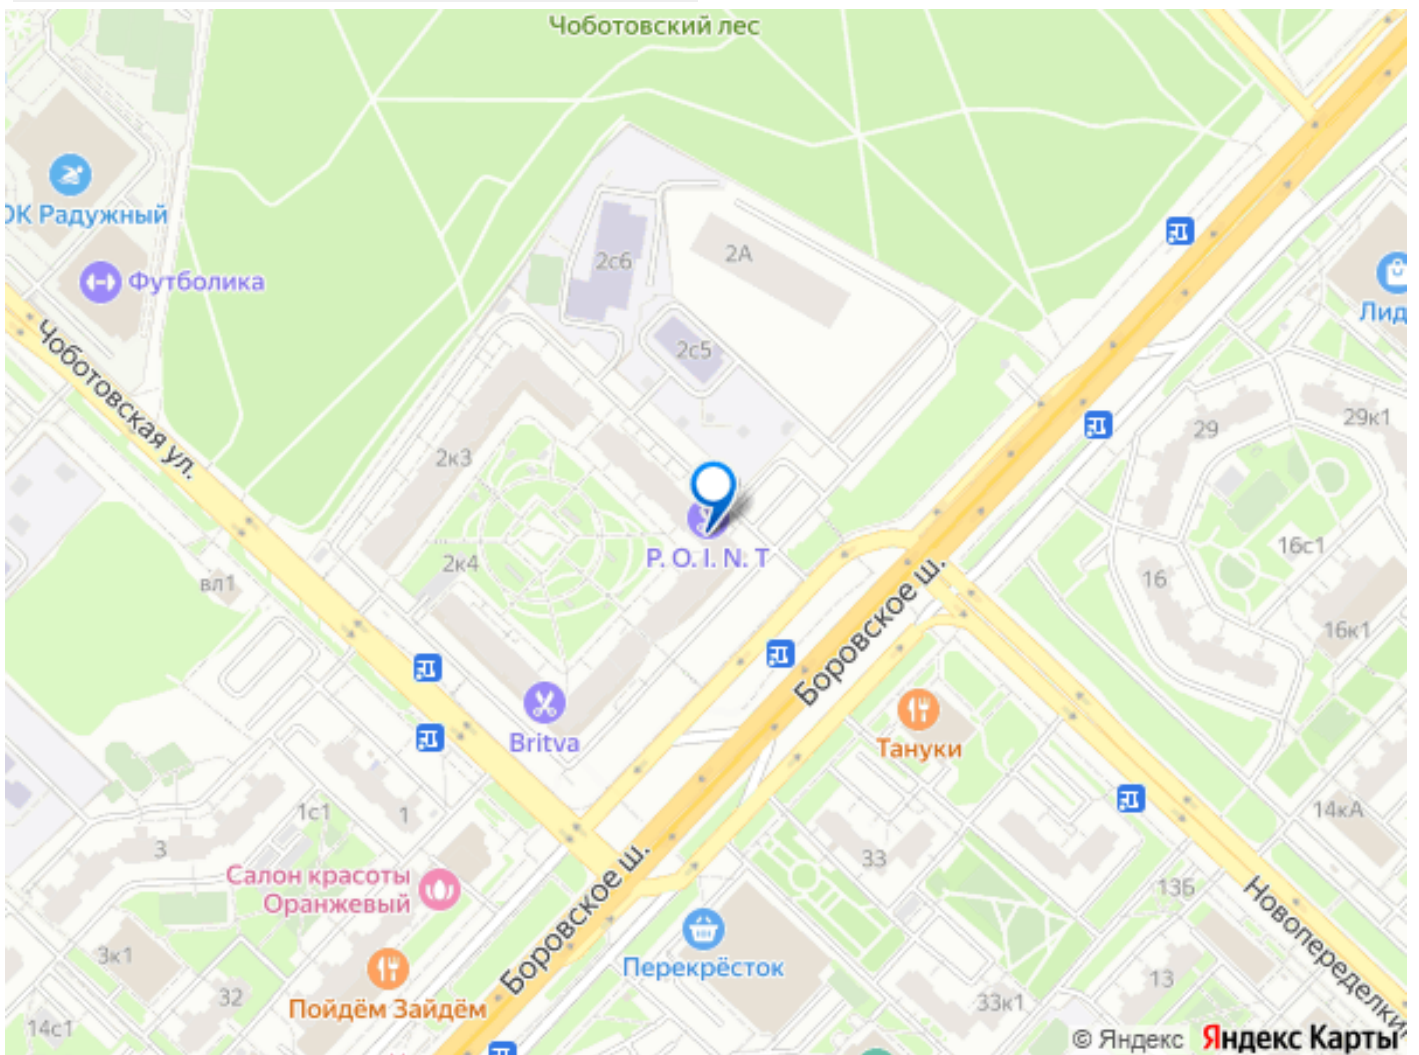 Чоботовский лес
ОК Радужный
Футболика
2с6
2А
2с5
Лид
Чоботовская ул.
2к3
29
29к1
P. O. I. N. T
2к4
вл1
16с1
16
16к1
Боровское ш.
Britva
Тануки
1с1
1
3
33
14кА
13Б
Салон красоты
Оранжевый
Боровское ш.
Новопеределки
Перекрёсток
3к1
32
Пойдём Зайдём
33к1
13
14с1
© Яндекс Яндекс Карты